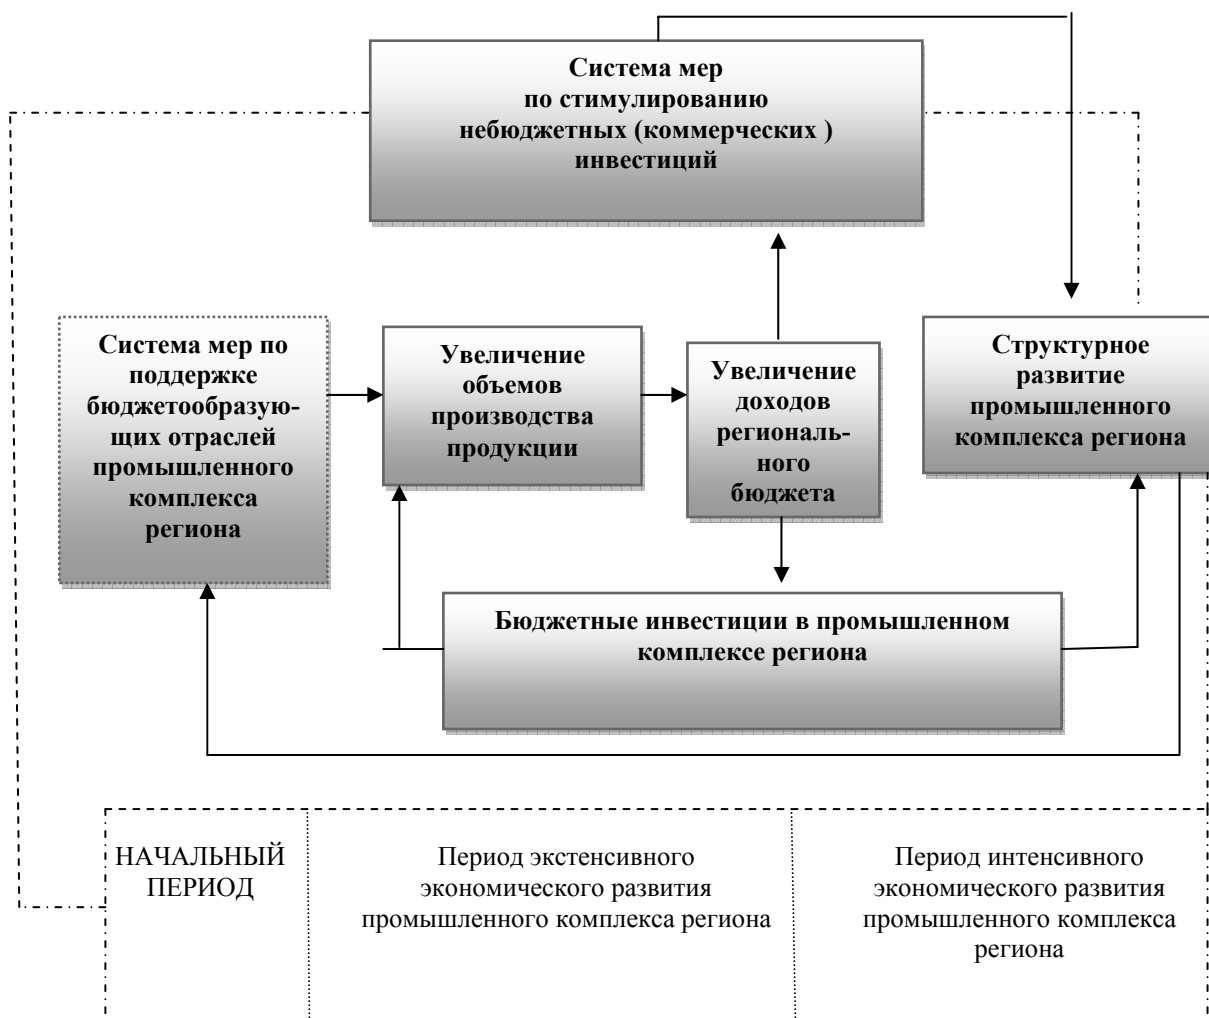 Система мер
по стимулированию
небюджетных (коммерческих )
инвестиций
Система мер по
поддержке
бюджетообразую-
щих отраслей
промышленного
комплекса
региона
Увеличение
объемов
производства
продукции
Увеличение
доходов
региональ-
ного
бюджета
Структурное
развитие
промышленного
комплекса региона
Бюджетные инвестиции в промышленном
комплексе региона
НАЧАЛЬНЫЙ
ПЕРИОД
Период экстенсивного
экономического развития
промышленного комплекса региона
Период интенсивного
экономического развития
промышленного комплекса
региона